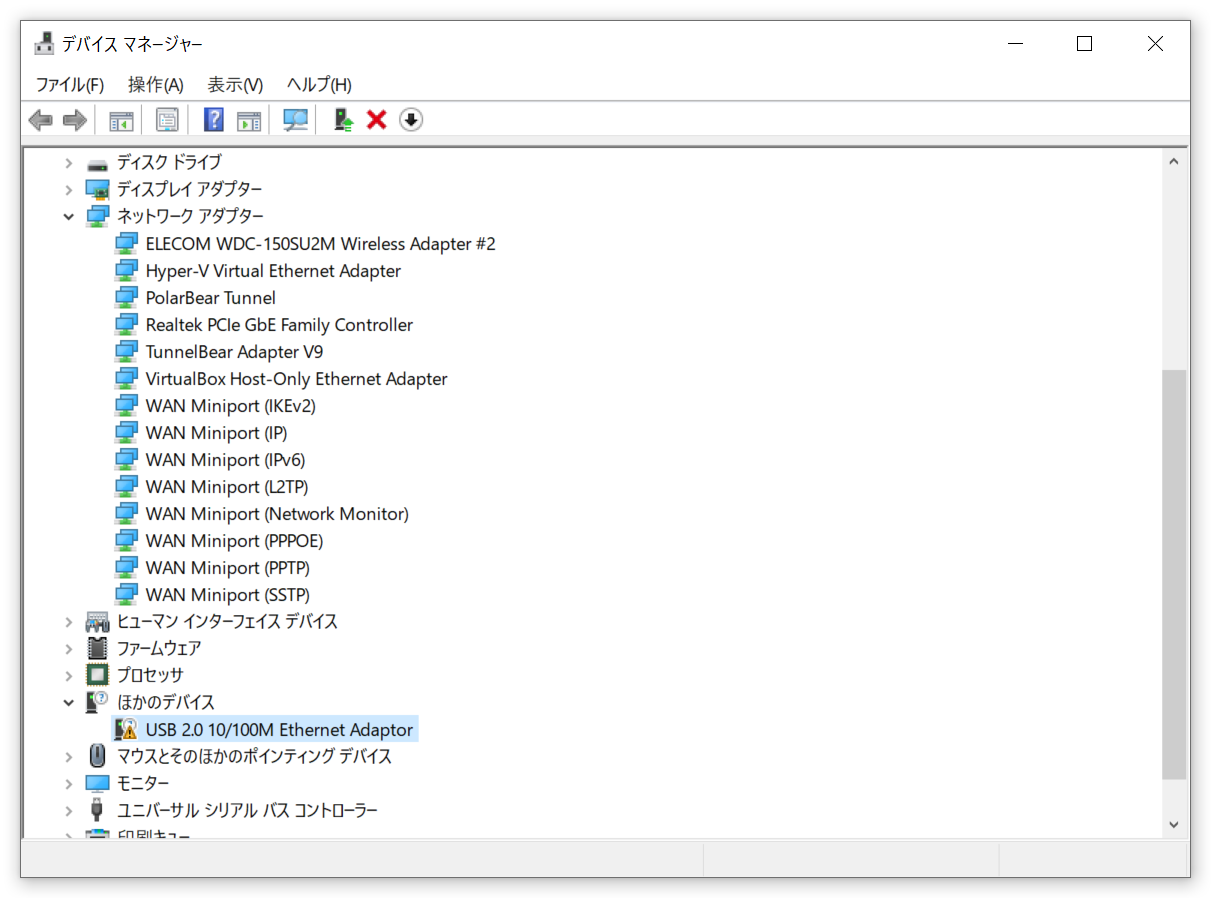 デバイス マネージャー
ファイル(F) 操作(A) 表示(V) ヘルプ(H)
ディスク ドライブ
ディスプレイ アダプター
ネットワーク アダプター
ELECOM WDC-150SU2M Wireless Adapter #2
Hyper-V Virtual Ethernet Adapter
PolarBear Tunnel
Realtek PCIe GbE Family Controller
TunnelBear Adapter V9
VirtualBox Host-Only Ethernet Adapter
WAN Miniport (IKEv2)
WAN Miniport (IP)
WAN Miniport (IPv6)
WAN Miniport (L2TP)
WAN Miniport (Network Monitor)
WAN Miniport (PPPOE)
WAN Miniport (PPTP)
WAN Miniport (SSTP)
ヒューマン インターフェイス デバイス
ファームウェア
プロセッサ
ほかのデバイス
USB 2.0 10/100M Ethernet Adaptor
マウスとそのほかのポインティング デバイス
モニター
ユニバーサル シリアル バス コントローラー
印刷キュー